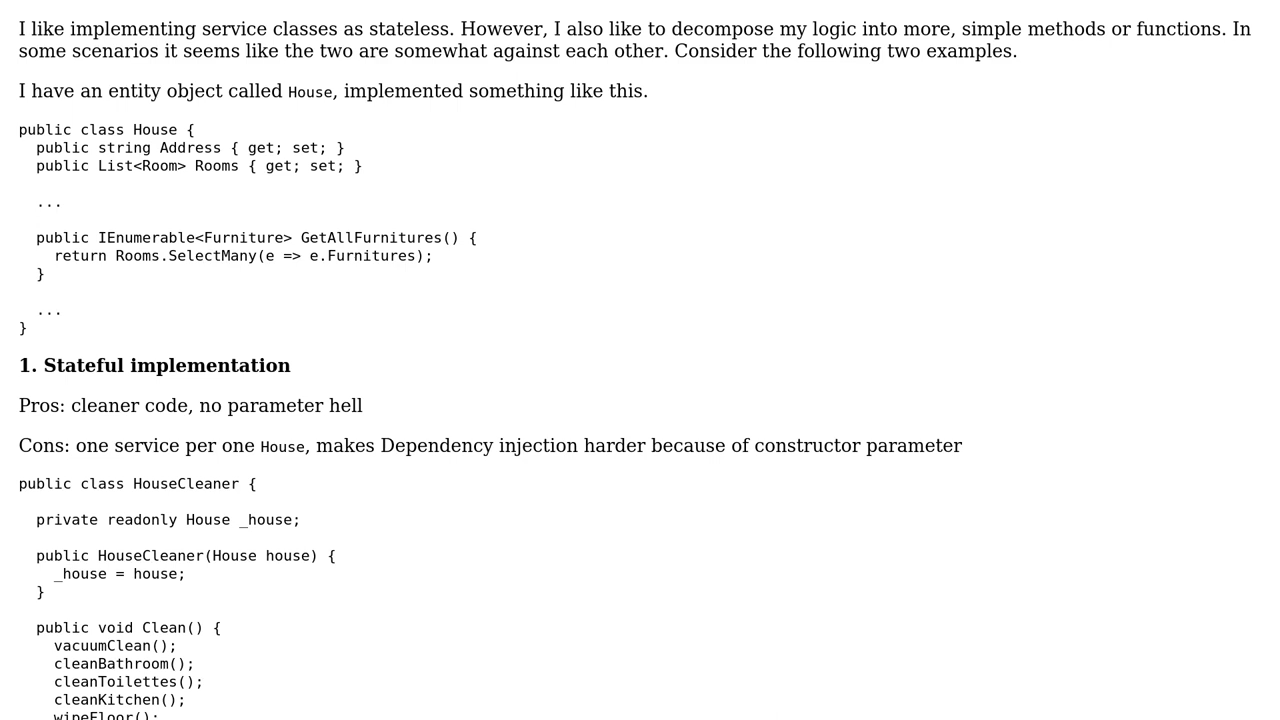 I like implementing service classes as stateless. However, I also like to decompose my logic into more, simple methods or functions. In
some scenarios it seems like the two are somewhat against each other. Consider the following two examples.
I have an entity object called House, implemented something like this.
public class House {
  public string Address { get; set; }
  public List<Room> Rooms { get; set; }
  ...
  public IEnumerable<Furniture> GetAllFurnitures() {
    return Rooms.SelectMany(e => e.Furnitures);
  }
  ...
}
1. Stateful implementation
Pros: cleaner code, no parameter hell
Cons: one service per one House, makes Dependency injection harder because of constructor parameter
public class HouseCleaner {
  private readonly House _house;
  public HouseCleaner(House house) {
    _house = house;
  }
  public void Clean() {
    vacuumClean();
    cleanBathroom();
    cleanToilettes();
    cleanKitchen();
    wipeFloor();